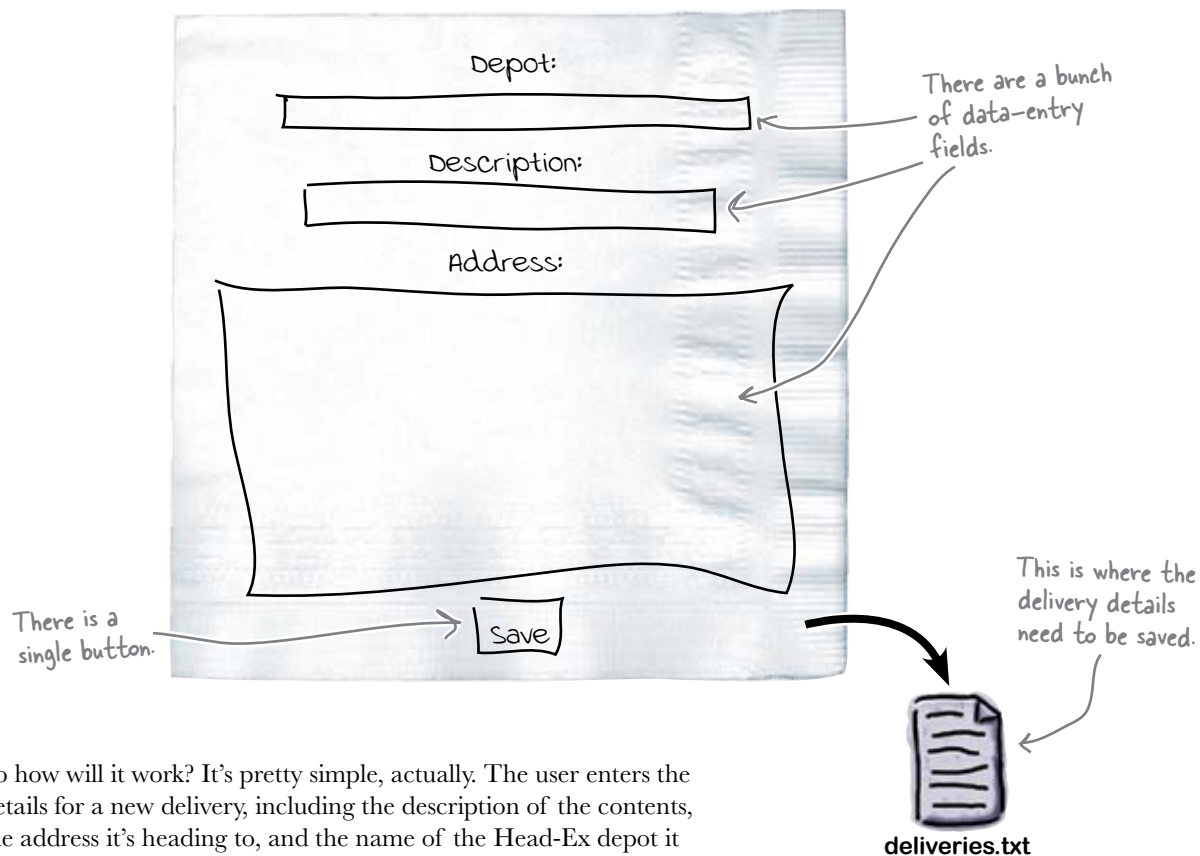 Depot:
There are a bunch
of data-entry
fields.
Description:
Address:
There is a
single button.
Save
This is where the
delivery details
need to be saved.
deliveries.txt
o how will it work? It's pretty simple, actually. The user enters the
etails for a new delivery, including the description of the contents,
e address it's heading to, and the name of the Head-Ex depot it